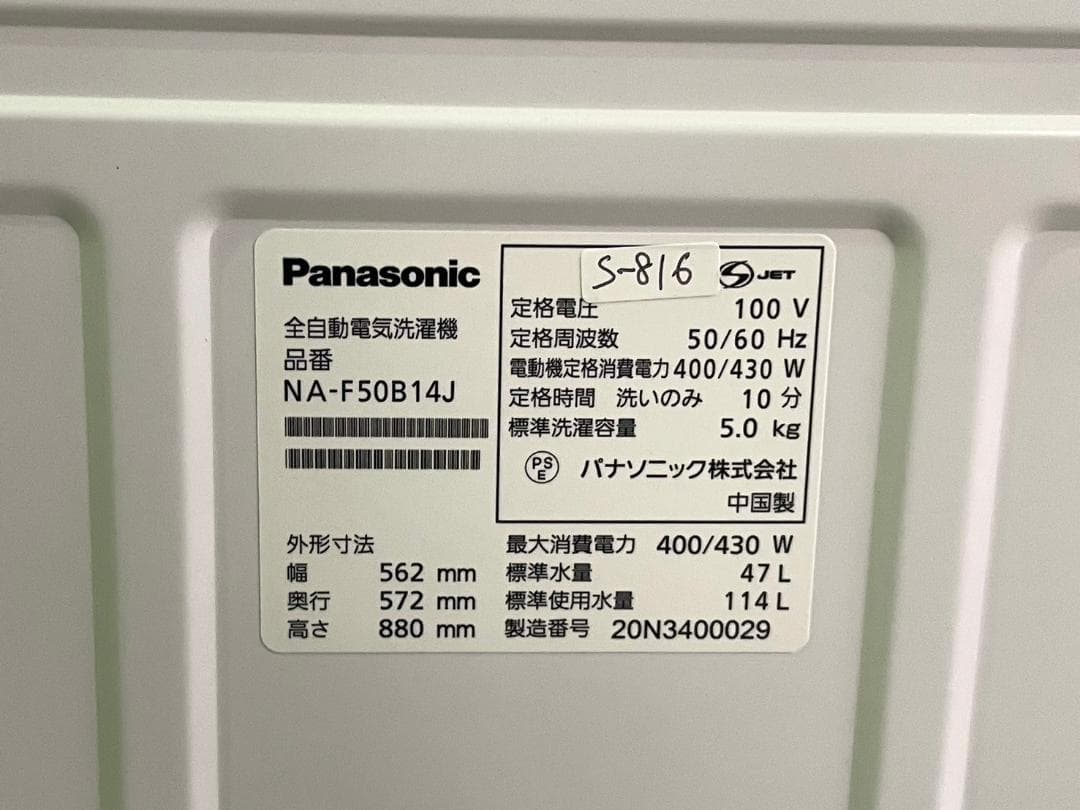 Panasonic
全自動電気洗濯機
品番
NA-F50B14J
S-816
S JET
定格電圧 100 V
定格周波数 50/60 Hz
電動機定格消費電力 400/430 W
定格時間 洗いのみ 10 分
標準洗濯容量 5.0 kg
PS E パナソニック株式会社
中国製
外形寸法
幅 562 mm
奥行 572 mm
高さ 880 mm
最大消費電力 400/430 W
標準水量 47 L
標準使用水量 114 L
製造番号 20N3400029